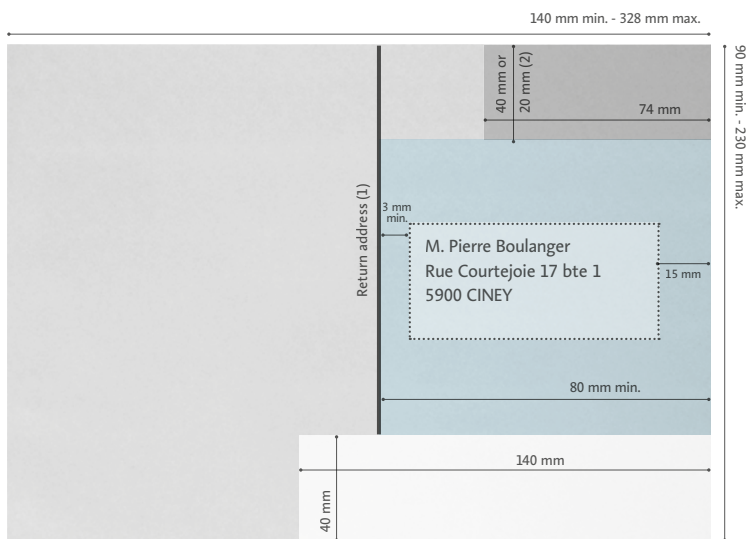 140 mm min. - 328 mm max.
90 mm min. - 230 mm max.
40 mm or
20 mm (2)
74 mm
Return address (1)
3 mm
min.
M. Pierre Boulanger
Rue Courtejoie 17 bte 1
5900 CINEY
15 mm
80 mm min.
140 mm
40 mm